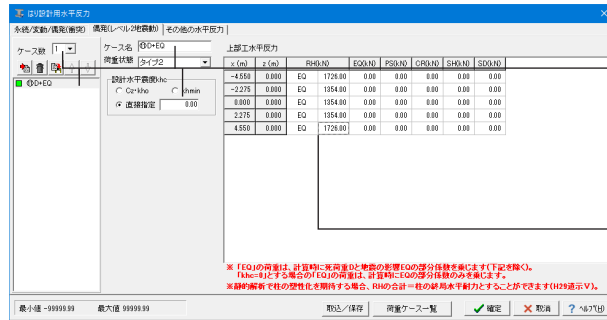 はり設計用水平反力
永続/変動/偶発(衝突) 偶発(レベル2地震動) その他の水平反力
ケース数 1
⑪D+EQ
ケース名 ⑪D+EQ
荷重状態 タイプ2
設計水平震度khc
Cz・kho khmin
直接指定 0.00
上部工水平反力
x (m) z (m) RH(kN) EQ(kN) PS(kN) CR(kN) SH(kN) SD(kN)
-4.550 0.000 EQ 1726.00 0.00 0.00 0.00 0.00 0.00
-2.275 0.000 EQ 1354.00 0.00 0.00 0.00 0.00 0.00
0.000 0.000 EQ 1354.00 0.00 0.00 0.00 0.00 0.00
2.275 0.000 EQ 1354.00 0.00 0.00 0.00 0.00 0.00
4.550 0.000 EQ 1726.00 0.00 0.00 0.00 0.00 0.00
※「EQ」の荷重は、計算時に死荷重Dと地震の影響EQの部分係数を乗じます(下記を除く)。
「khc=0」とする場合の「EQ」の荷重は、計算時にEQの部分係数のみを乗じます。
※静的解析で柱の塑性化を期待する場合、RHの合計=柱の終局水平耐力とすることができます(H29道示Ⅴ)。
最小値 -99999.99 最大値 99999.99
取込/保存 荷重ケース一覧 確定 取消 ? ヘルプ(H)